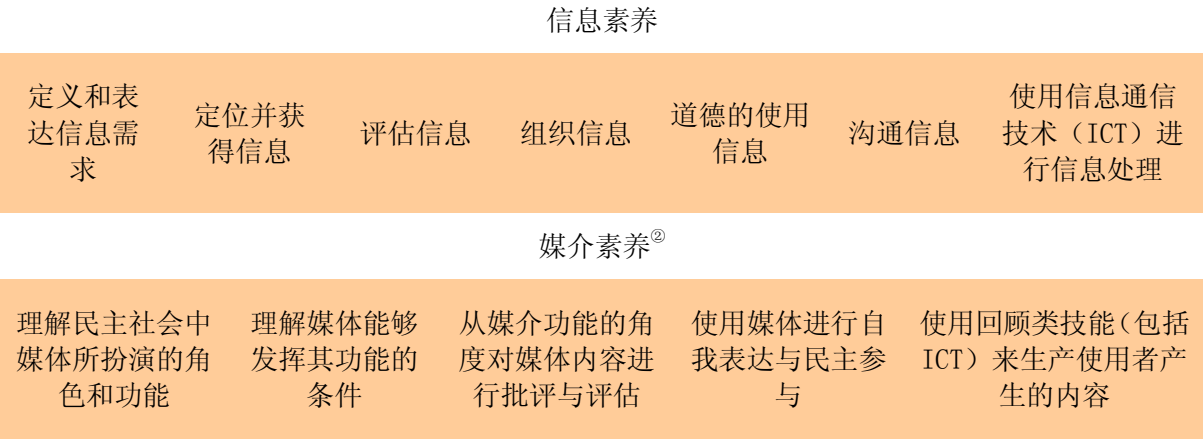 信息素养
定义和表
达信息需
求
定位并获
得信息
评估信息
组织信息
道德的使用
信息
沟通信息
使用信息通信
技术（ICT）进
行信息处理
媒介素养②
理解民主社会中
媒体所扮演的角
色和功能
理解媒体能够
发挥其功能的
条件
从媒介功能的角
度对媒体内容进
行批评与评估
使用媒体进行自
我表达与民主参
与
使用回顾类技能（包括
ICT）来生产使用者产
生的内容